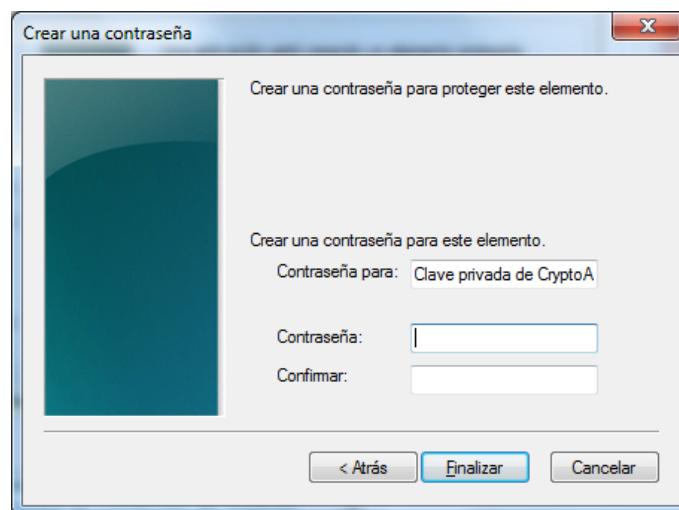 Crear una contraseña
Crear una contraseña para proteger este elemento.
Crear una contraseña para este elemento.
Contraseña para: Clave privada de CryptoA
Contraseña:
Confirmar:
< Atrás Finalizar Cancelar